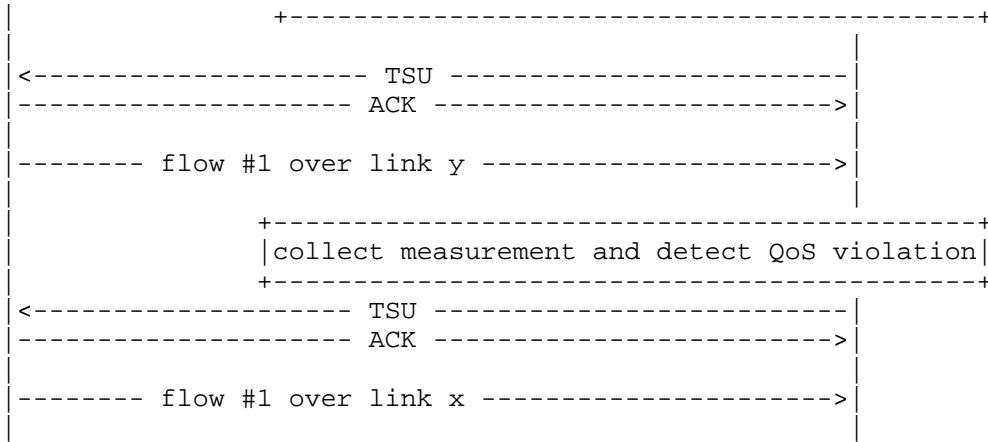 <--------------------- TSU -------------------------|
|--------------------- ACK ------------------------->|
|-------- flow #1 over link y ---------------------->|
|collect measurement and detect QoS violation|
|<-------------------- TSU --------------------------|
|--------------------- ACK ------------------------->|
|-------- flow #1 over link x ---------------------->|